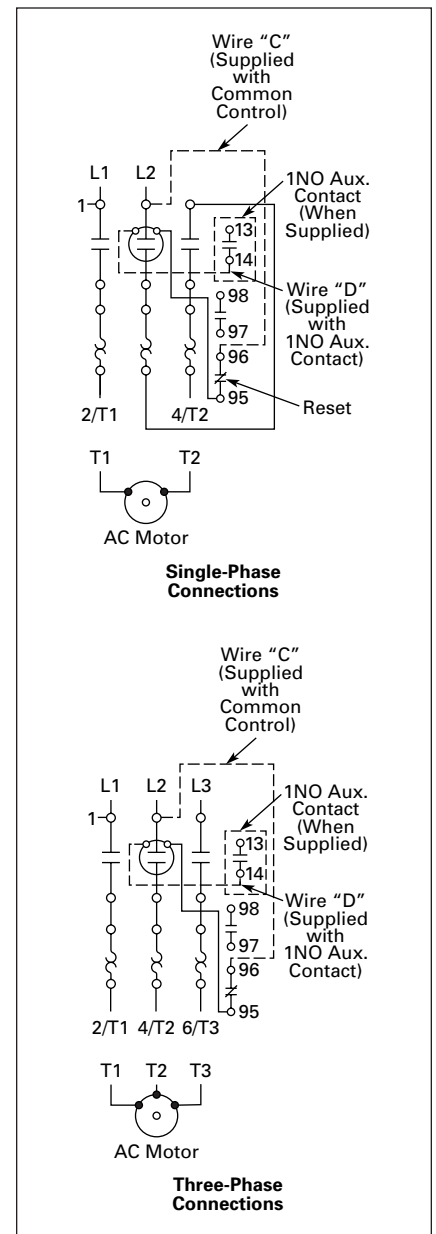 Wire “C”
(Supplied
with
Common
Control)
L1 L2
1NO Aux.
Contact
(When
Supplied)
1
13
14
Wire “D”
(Supplied
with
1NO Aux.
Contact)
98
97
96
95
Reset
2/T1 4/T2
T1 T2
AC Motor
Single-Phase
Connections
Wire “C”
(Supplied
with
Common
Control)
L1 L2 L3
1NO Aux.
Contact
(When
Supplied)
1
13
14
Wire “D”
(Supplied
with
1NO Aux.
Contact)
98
97
96
95
2/T1 4/T2 6/T3
T1 T2 T3
AC Motor
Three-Phase
Connections